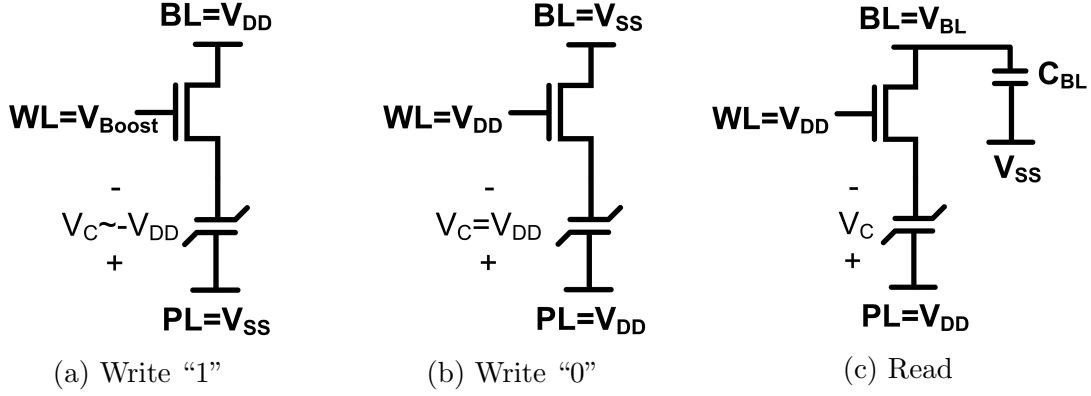 BL=VDD
WL=VBoost
-
VC~-VDD
+
PL=VSS
(a) Write “1”
BL=VSS
WL=VDD
-
VC=VDD
+
PL=VDD
(b) Write “0”
BL=VBL
CBL
WL=VDD
VSS
-
VC
+
PL=VDD
(c) Read